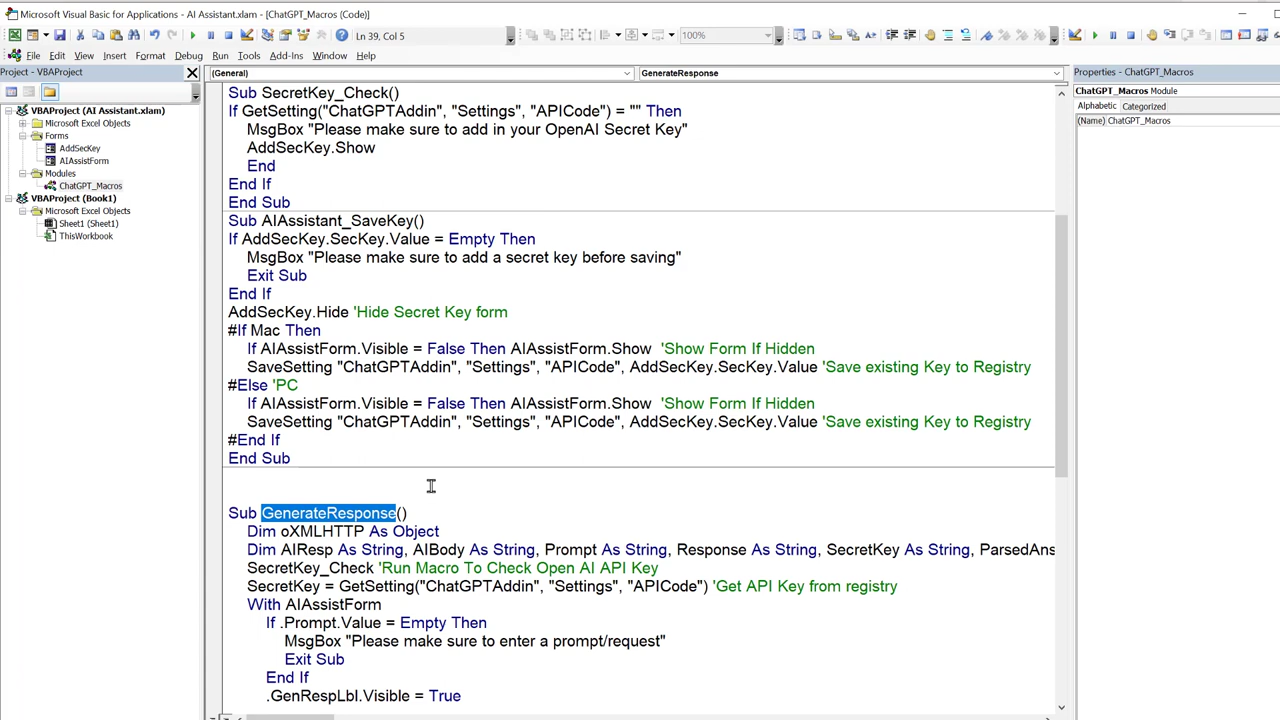 Microsoft Visual Basic for Applications - AI Assistant.xlam - [ChatGPT_Macros (Code)]
Ln 39, Col 5
100%
File Edit View Insert Format Debug Run Tools Add-Ins Window Help
Project - VBAProject
(General)
GenerateResponse
Properties - ChatGPT_Macros
VBAProject (AI Assistant.xlam)
Microsoft Excel Objects
Forms
AddSecKey
AIAssistForm
Modules
ChatGPT_Macros
VBAProject (Book1)
Microsoft Excel Objects
Sheet1 (Sheet1)
ThisWorkbook
Sub SecretKey_Check()
If GetSetting("ChatGPTAddin", "Settings", "APICode") = "" Then
MsgBox "Please make sure to add in your OpenAI Secret Key"
AddSecKey.Show
End
End If
End Sub
Sub AIAssistant_SaveKey()
If AddSecKey.SecKey.Value = Empty Then
MsgBox "Please make sure to add a secret key before saving"
Exit Sub
End If
AddSecKey.Hide 'Hide Secret Key form
#If Mac Then
If AIAssistForm.Visible = False Then AIAssistForm.Show 'Show Form If Hidden
SaveSetting "ChatGPTAddin", "Settings", "APICode", AddSecKey.SecKey.Value 'Save existing Key to Registry
#Else 'PC
If AIAssistForm.Visible = False Then AIAssistForm.Show 'Show Form If Hidden
SaveSetting "ChatGPTAddin", "Settings", "APICode", AddSecKey.SecKey.Value 'Save existing Key to Registry
#End If
End Sub
Sub GenerateResponse()
Dim oXMLHTTP As Object
Dim AIResp As String, AIBody As String, Prompt As String, Response As String, SecretKey As String, ParsedAns
SecretKey_Check 'Run Macro To Check Open AI API Key
SecretKey = GetSetting("ChatGPTAddin", "Settings", "APICode") 'Get API Key from registry
With AIAssistForm
If .Prompt.Value = Empty Then
MsgBox "Please make sure to enter a prompt/request"
Exit Sub
End If
.GenRespLbl.Visible = True
ChatGPT_Macros Module
Alphabetic Categorized
(Name) ChatGPT_Macros